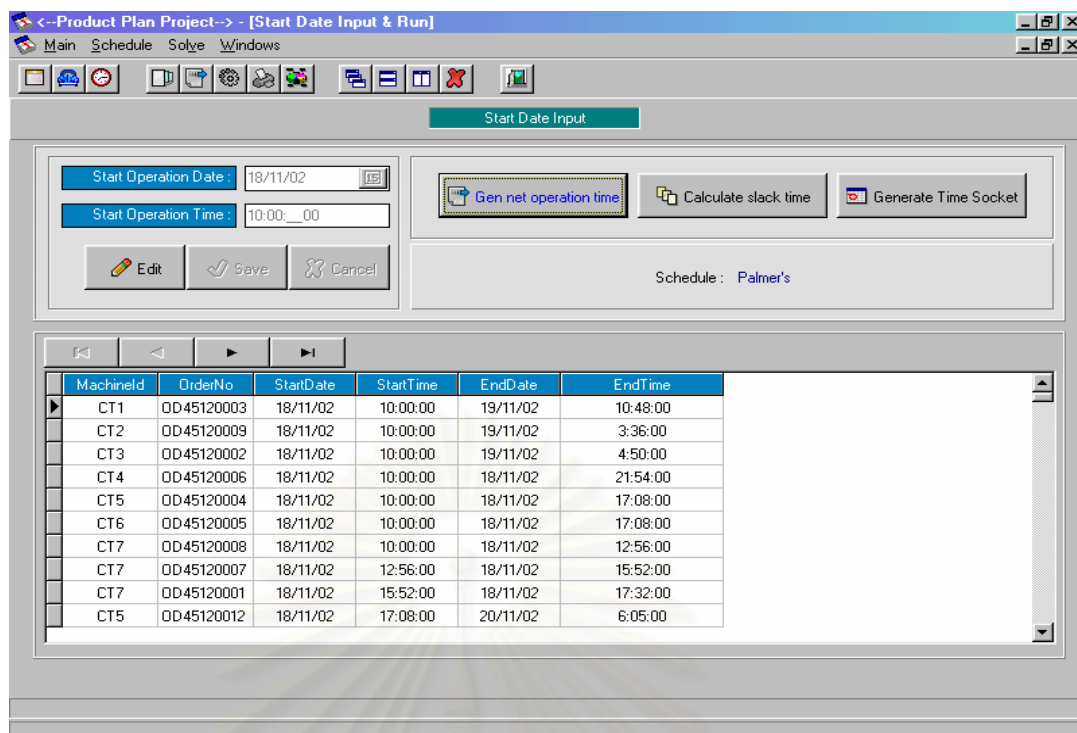 <--Product Plan Project--> - [Start Date Input & Run]
Main Schedule Solve Windows
Start Date Input
Start Operation Date : 18/11/02 15
Start Operation Time : 10:00:__00
Edit Save Cancel
Gen net operation time Calculate slack time Generate Time Socket
Schedule : Palmer's
MachineId OrderNo StartDate StartTime EndDate EndTime
CT1 OD45120003 18/11/02 10:00:00 19/11/02 10:48:00
CT2 OD45120009 18/11/02 10:00:00 19/11/02 3:36:00
CT3 OD45120002 18/11/02 10:00:00 19/11/02 4:50:00
CT4 OD45120006 18/11/02 10:00:00 18/11/02 21:54:00
CT5 OD45120004 18/11/02 10:00:00 18/11/02 17:08:00
CT6 OD45120005 18/11/02 10:00:00 18/11/02 17:08:00
CT7 OD45120008 18/11/02 10:00:00 18/11/02 12:56:00
CT7 OD45120007 18/11/02 12:56:00 18/11/02 15:52:00
CT7 OD45120001 18/11/02 15:52:00 18/11/02 17:32:00
CT5 OD45120012 18/11/02 17:08:00 20/11/02 6:05:00